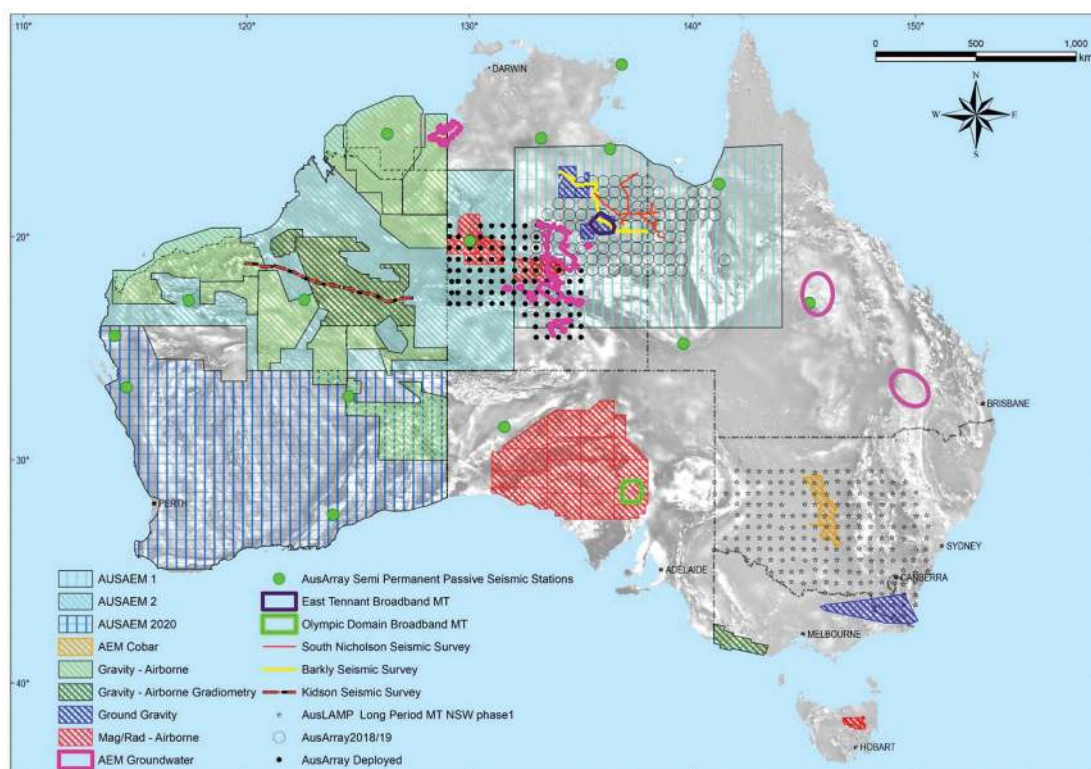 110° 130° 140° 150°
0 500 1,000
km
N
W E
S
DARWIN
20°
BRISBANE
30°
PERTH
SYDNEY
ADELAIDE
CANBERRA
MELBOURNE
40°
HOBART
AUSAEM 1
AUSAEM 2
AUSAEM 2020
AEM Cobar
Gravity - Airborne
Gravity - Airborne Gradiometry
Ground Gravity
Mag/Rad - Airborne
AEM Groundwater
AusArray Semi Permanent Passive Seismic Stations
East Tennant Broadband MT
Olympic Domain Broadband MT
South Nicholson Seismic Survey
Barkly Seismic Survey
Kidson Seismic Survey
AusLAMP Long Period MT NSW phase1
AusArray2018/19
AusArray Deployed